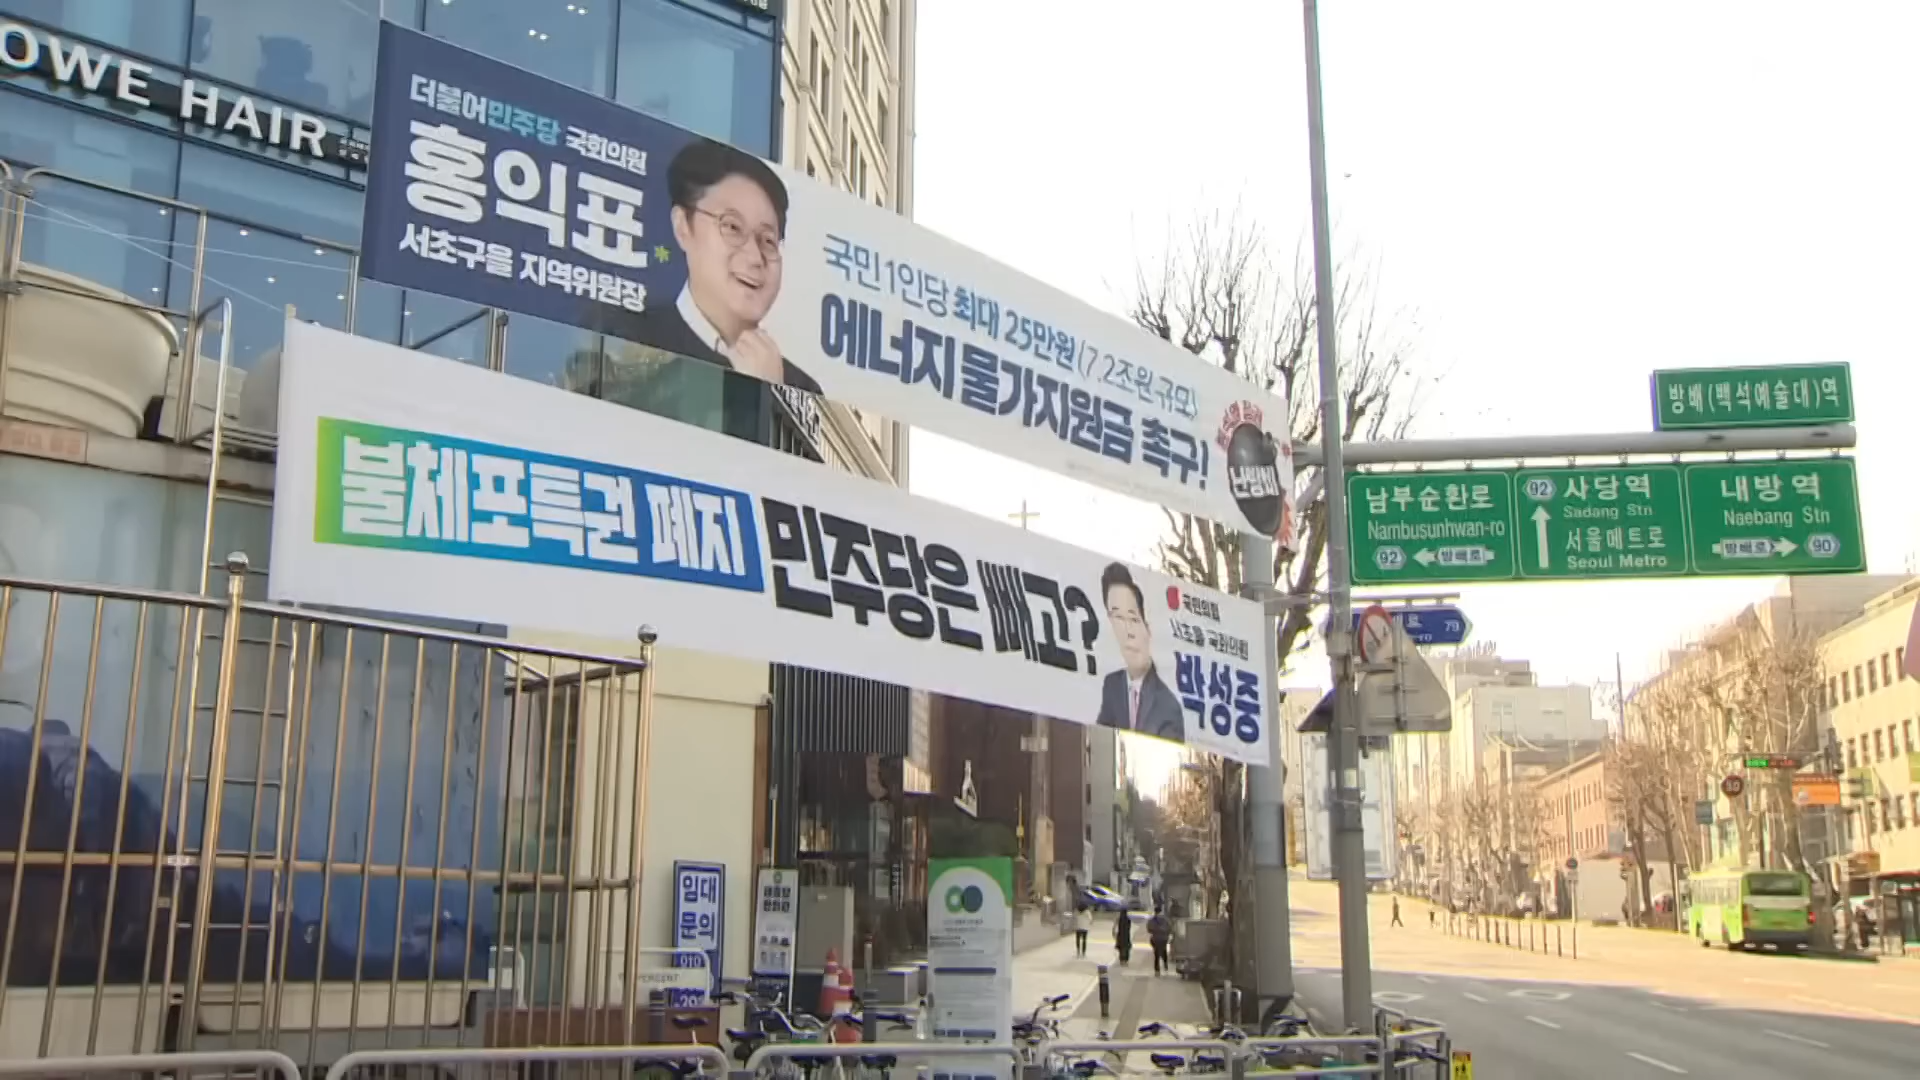 OWE HAIR
더불어민주당 국회의원
홍익표
서초구을 지역위원장
국민 1인당 최대 25만원 (7.2조원 규모)
에너지 물가지원금 촉구!
난방비
불체포특권 폐지 민주당은 빼고?
국민의힘
서초을 국회의원
박성중
방배(백석예술대)역
남부순환로
Nambusunhwan-ro
92 방배로
92 사당역
Sadang Stn
서울메트로
Seoul Metro
내방역
Naebang Stn
방배로 90
79
임대
문의
010
50